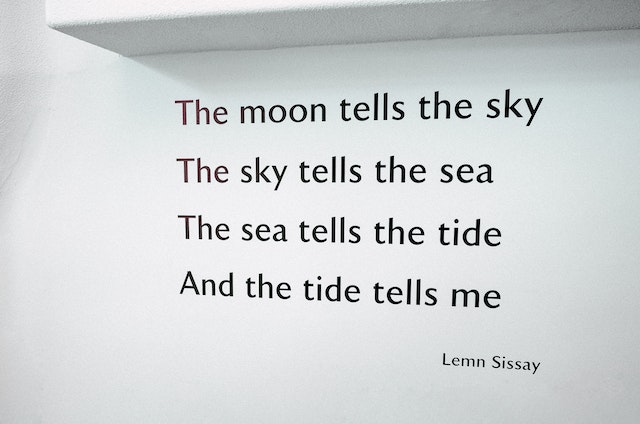 The moon tells the sky
The sky tells the sea
The sea tells the tide
And the tide tells me
Lemn Sissay